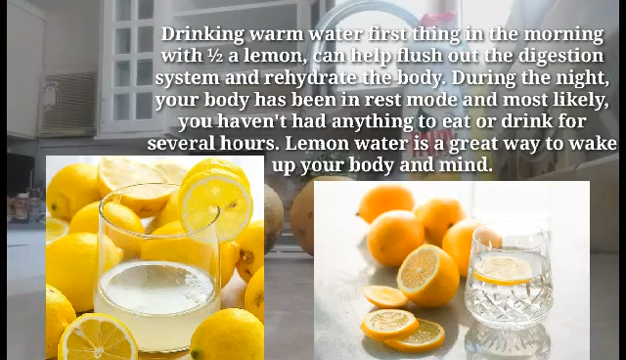 Drinking warm water first thing in the morning
with ½ a lemon, can help flush out the digestion
system and rehydrate the body. During the night,
your body has been in rest mode and most likely,
you haven't had anything to eat or drink for
several hours. Lemon water is a great way to wake
up your body and mind.